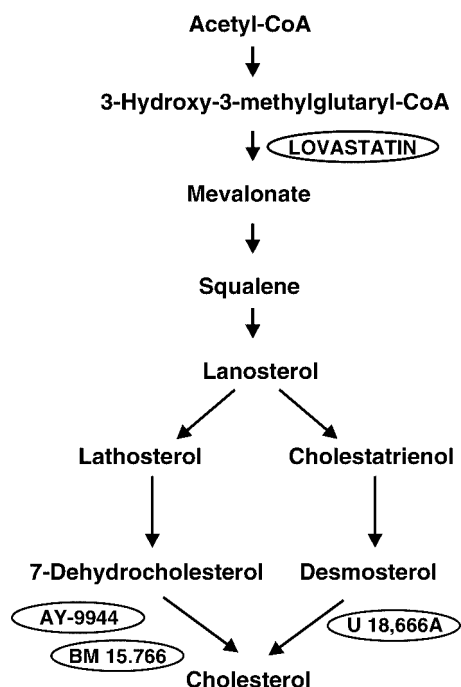 Acetyl-CoA
3-Hydroxy-3-methylglutaryl-CoA
LOVASTATIN
Mevalonate
Squalene
Lanosterol
Lathosterol
Cholestatrienol
7-Dehydrocholesterol
Desmosterol
AY-9944
U 18,666A
BM 15.766
Cholesterol